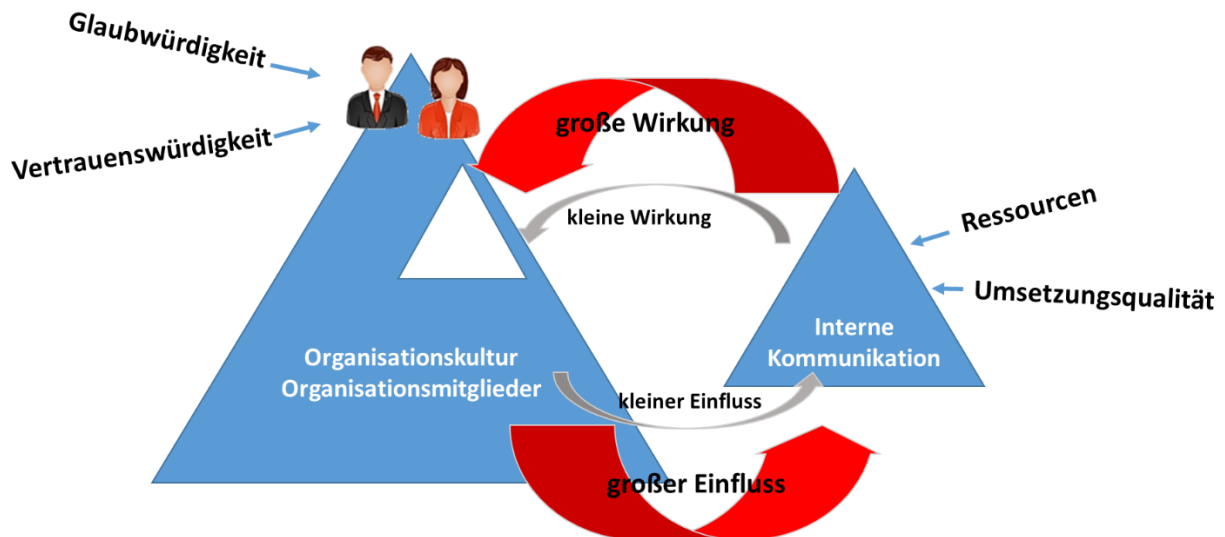 Glaubwürdigkeit
Vertrauenswürdigkeit
große Wirkung
kleine Wirkung
Ressourcen
Umsetzungsqualität
Interne
Kommunikation
Organisationskultur
Organisationsmitglieder
kleiner Einfluss
großer Einfluss